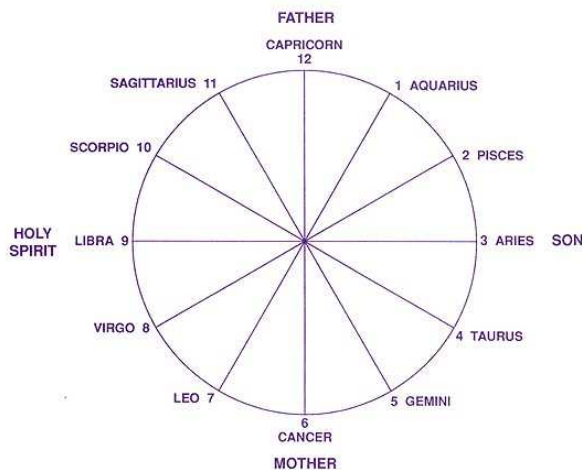 FATHER
CAPRICORN
12
SAGITTARIUS 11
1 AQUARIUS
SCORPIO 10
2 PISCES
HOLY
SPIRIT
LIBRA 9
3 ARIES
SON
VIRGO 8
4 TAURUS
LEO 7
5 GEMINI
6
CANCER
MOTHER